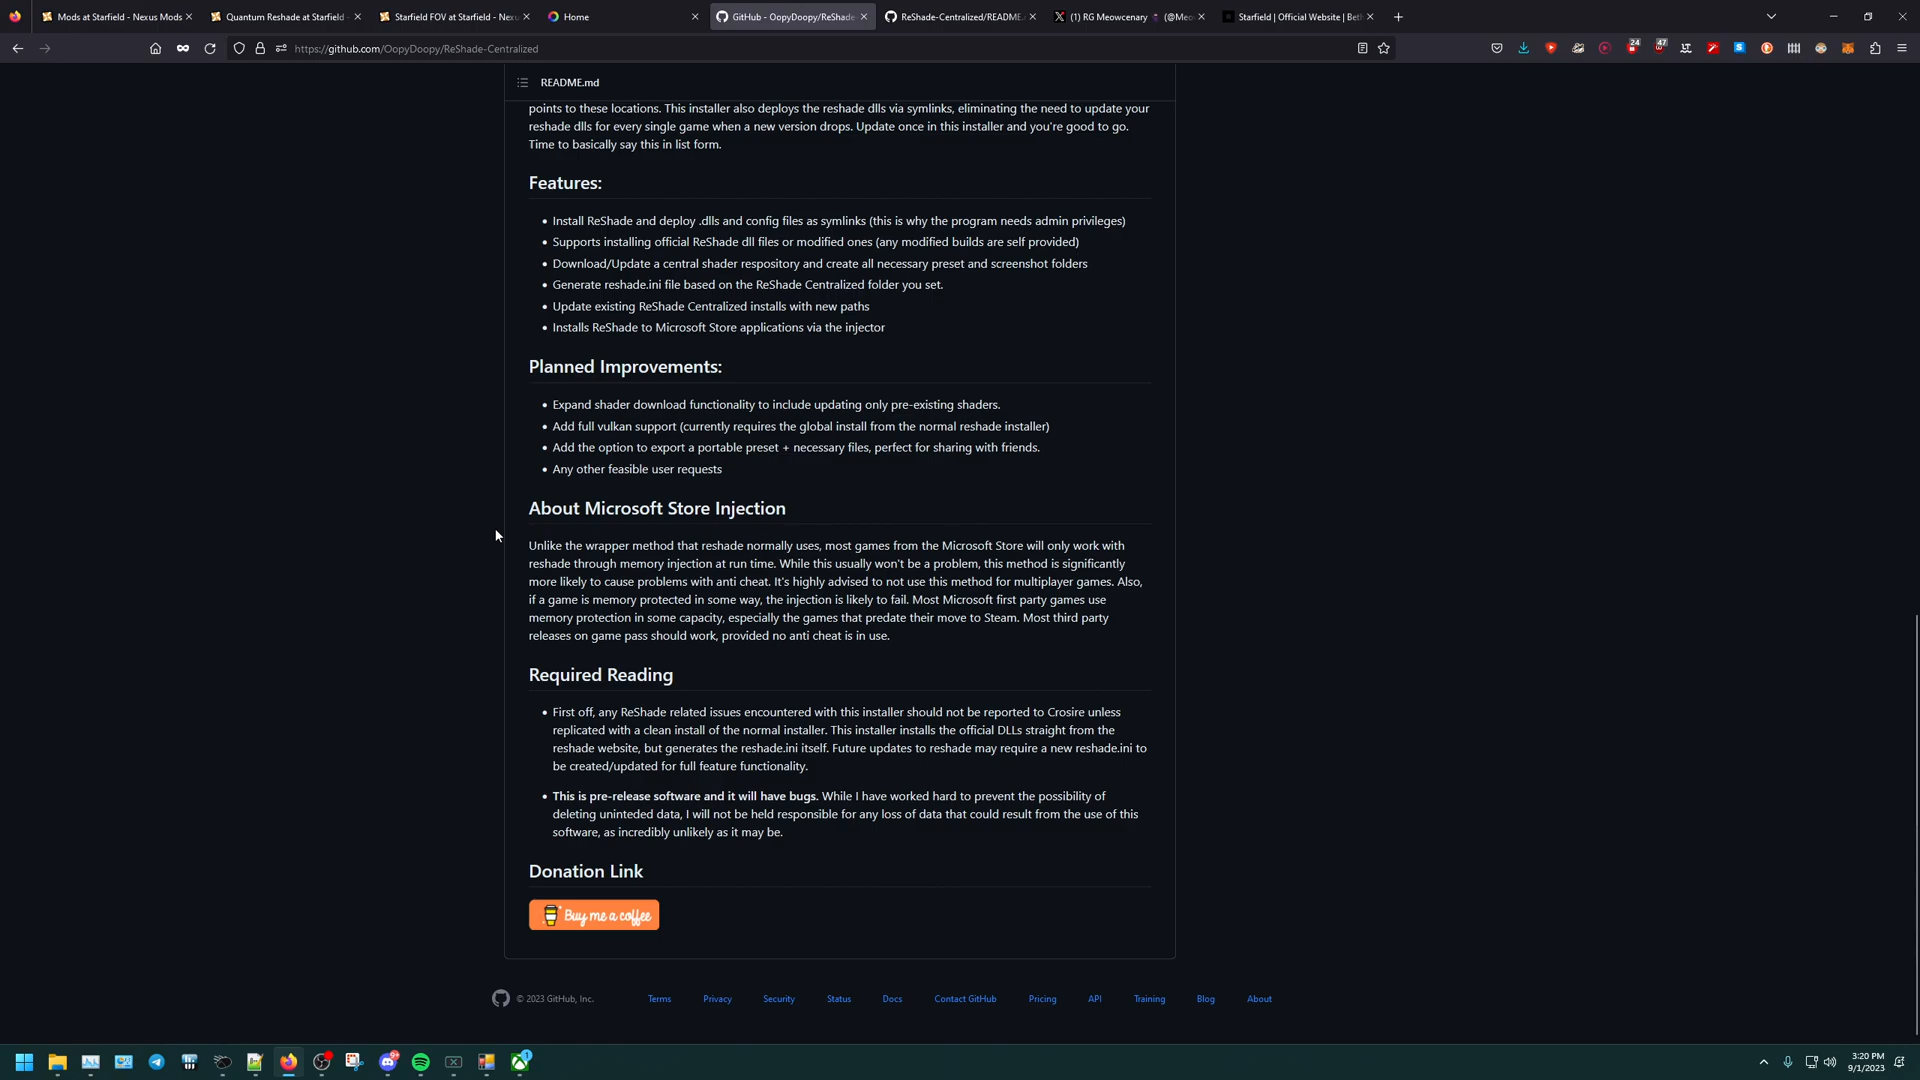 Mods at Starfield - Nexus Mods
Quantum Reshade at Starfield -
Starfield FOV at Starfield - Nexu
Home
GitHub - OopyDoopy/ReShade-
ReShade-Centralized/README.
(1) RG Meowcenary
(@Meo
Starfield | Official Website | Beth
https://github.com/OopyDoopy/ReShade-Centralized
24
47
README.md
points to these locations. This installer also deploys the reshade dlls via symlinks, eliminating the need to update your
reshade dlls for every single game when a new version drops. Update once in this installer and you're good to go.
Time to basically say this in list form.
Features:
• Install ReShade and deploy .dlls and config files as symlinks (this is why the program needs admin privileges)
• Supports installing official ReShade dll files or modified ones (any modified builds are self provided)
• Download/Update a central shader respository and create all necessary preset and screenshot folders
• Generate reshade.ini file based on the ReShade Centralized folder you set.
• Update existing ReShade Centralized installs with new paths
• Installs ReShade to Microsoft Store applications via the injector
Planned Improvements:
• Expand shader download functionality to include updating only pre-existing shaders.
• Add full vulkan support (currently requires the global install from the normal reshade installer)
• Add the option to export a portable preset + necessary files, perfect for sharing with friends.
• Any other feasible user requests
About Microsoft Store Injection
Unlike the wrapper method that reshade normally uses, most games from the Microsoft Store will only work with
reshade through memory injection at run time. While this usually won't be a problem, this method is significantly
more likely to cause problems with anti cheat. It's highly advised to not use this method for multiplayer games. Also,
if a game is memory protected in some way, the injection is likely to fail. Most Microsoft first party games use
memory protection in some capacity, especially the games that predate their move to Steam. Most third party
releases on game pass should work, provided no anti cheat is in use.
Required Reading
• First off, any ReShade related issues encountered with this installer should not be reported to Crosire unless
replicated with a clean install of the normal installer. This installer installs the official DLLs straight from the
reshade website, but generates the reshade.ini itself. Future updates to reshade may require a new reshade.ini to
be created/updated for full feature functionality.
• This is pre-release software and it will have bugs. While I have worked hard to prevent the possibility of
deleting uninteded data, I will not be held responsible for any loss of data that could result from the use of this
software, as incredibly unlikely as it may be.
Donation Link
Buy me a coffee
© 2023 GitHub, Inc.
Terms
Privacy
Security
Status
Docs
Contact GitHub
Pricing
API
Training
Blog
About
3:20 PM
9/1/2023